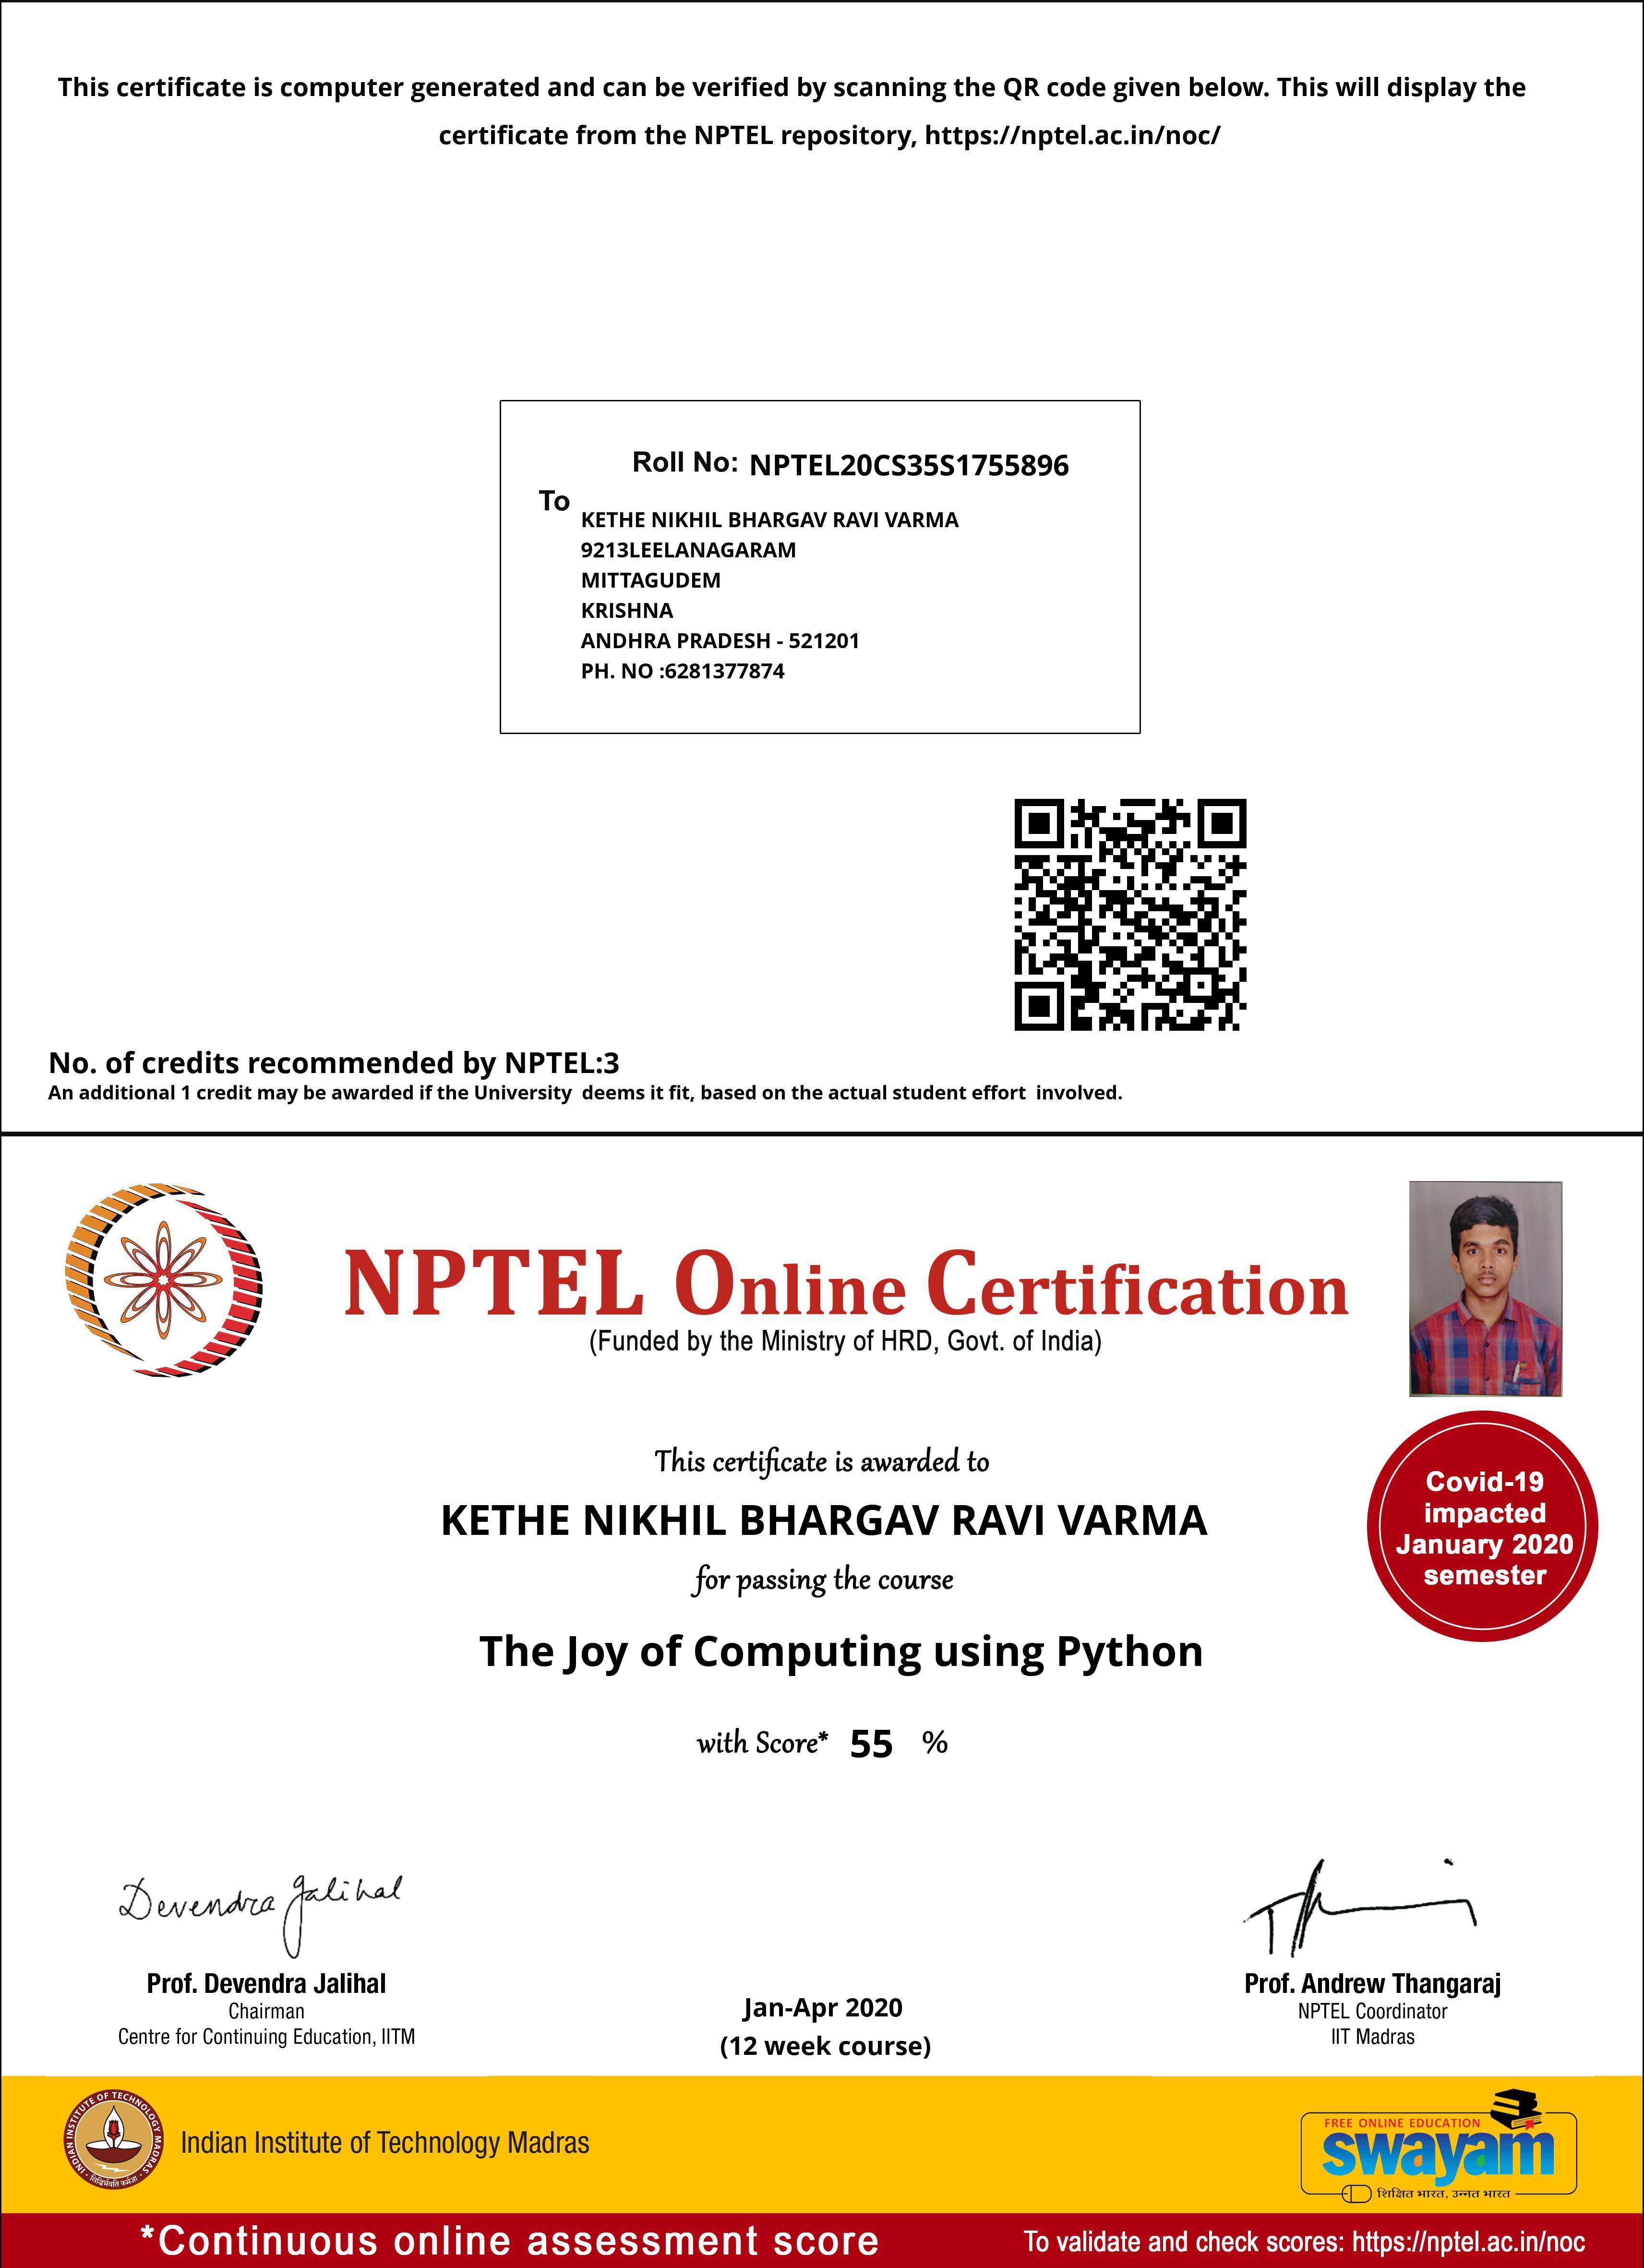 This certificate is computer generated and can be verified by scanning the QR code given below. This will display the
certificate from the NPTEL repository, https://nptel.ac.in/noc/
Roll No: NPTEL20CS35S1755896
To
KETHE NIKHIL BHARGAV RAVI VARMA
9213LEELANAGARAM
MITTAGUDEM
KRISHNA
ANDHRA PRADESH - 521201
PH. NO :6281377874
No. of credits recommended by NPTEL:3
An additional 1 credit may be awarded if the University deems it fit, based on the actual student effort involved.
NPTEL Online Certification
(Funded by the Ministry of HRD, Govt. of India)
This certificate is awarded to
KETHE NIKHIL BHARGAV RAVI VARMA
for passing the course
The Joy of Computing using Python
with Score* 55 %
Covid-19
impacted
January 2020
semester
Devendra Jalihal
Prof. Devendra Jalihal
Chairman
Centre for Continuing Education, IITM
Jan-Apr 2020
(12 week course)
Prof. Andrew Thangaraj
NPTEL Coordinator
IIT Madras
INDIAN INSTITUTE OF TECHNOLOGY MADRAS
सिद्धिर्भवति कर्मजा
Indian Institute of Technology Madras
FREE ONLINE EDUCATION
swayam
शिक्षित भारत, उन्नत भारत
*Continuous online assessment score
To validate and check scores: https://nptel.ac.in/noc